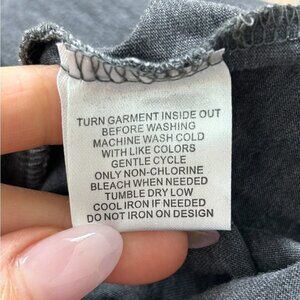 TURN GARMENT INSIDE OUT
BEFORE WASHING
MACHINE WASH COLD
WITH LIKE COLORS
GENTLE CYCLE
ONLY NON-CHLORINE
BLEACH WHEN NEEDED
TUMBLE DRY LOW
COOL IRON IF NEEDED
DO NOT IRON ON DESIGN